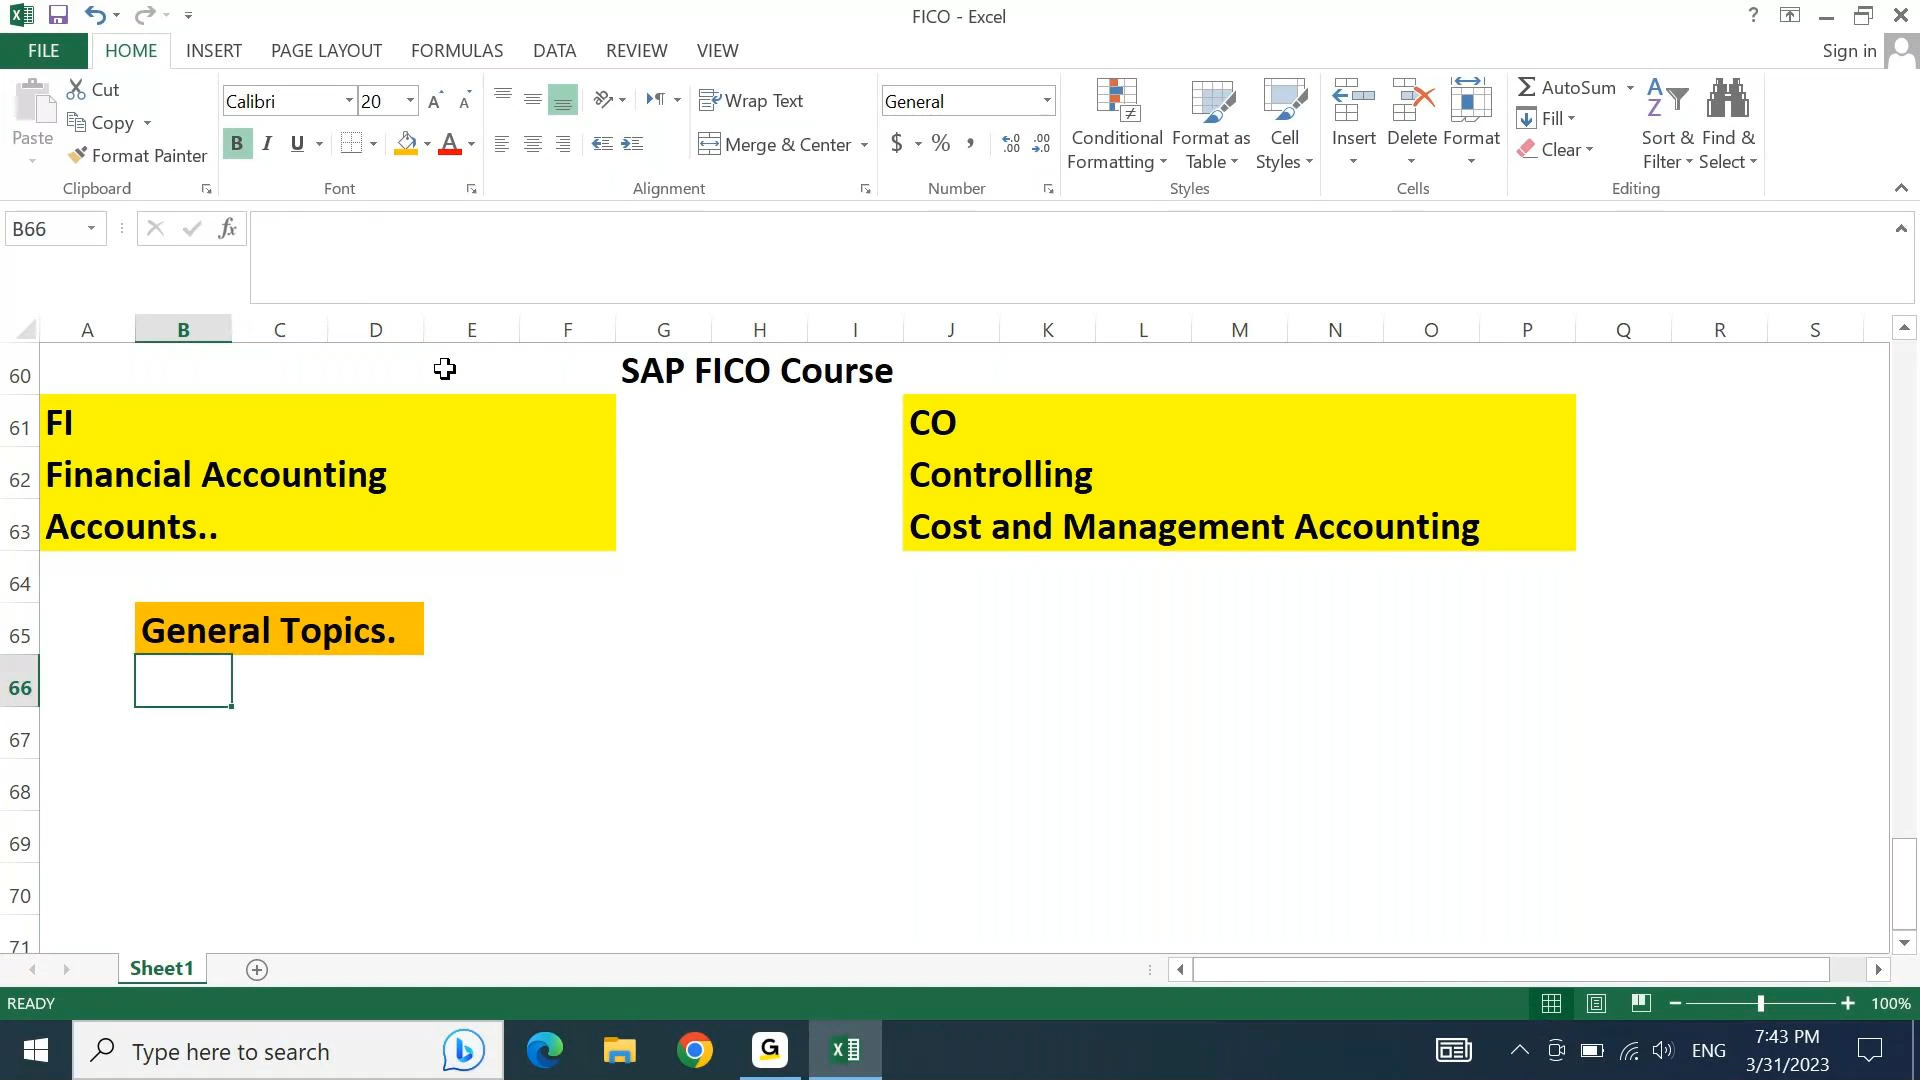 FICO - Excel
?
FILE HOME INSERT PAGE LAYOUT FORMULAS DATA REVIEW VIEW
Sign in
Paste
Cut
Copy
Format Painter
Clipboard
Calibri 20
B I U
Font
Wrap Text
Merge & Center
Alignment
General
$ % ,
Number
Conditional Formatting
Format as Table
Cell Styles
Styles
Insert Delete Format
Cells
AutoSum
Fill
Clear
Sort & Filter
Find & Select
Editing
B66
fx
A B C D E F G H I J K L M N O P Q R S
60 SAP FICO Course
61 FI CO
62 Financial Accounting Controlling
63 Accounts.. Cost and Management Accounting
64
65 General Topics.
66
67
68
69
70
71
Sheet1
READY
100%
Type here to search
ENG
7:43 PM
3/31/2023